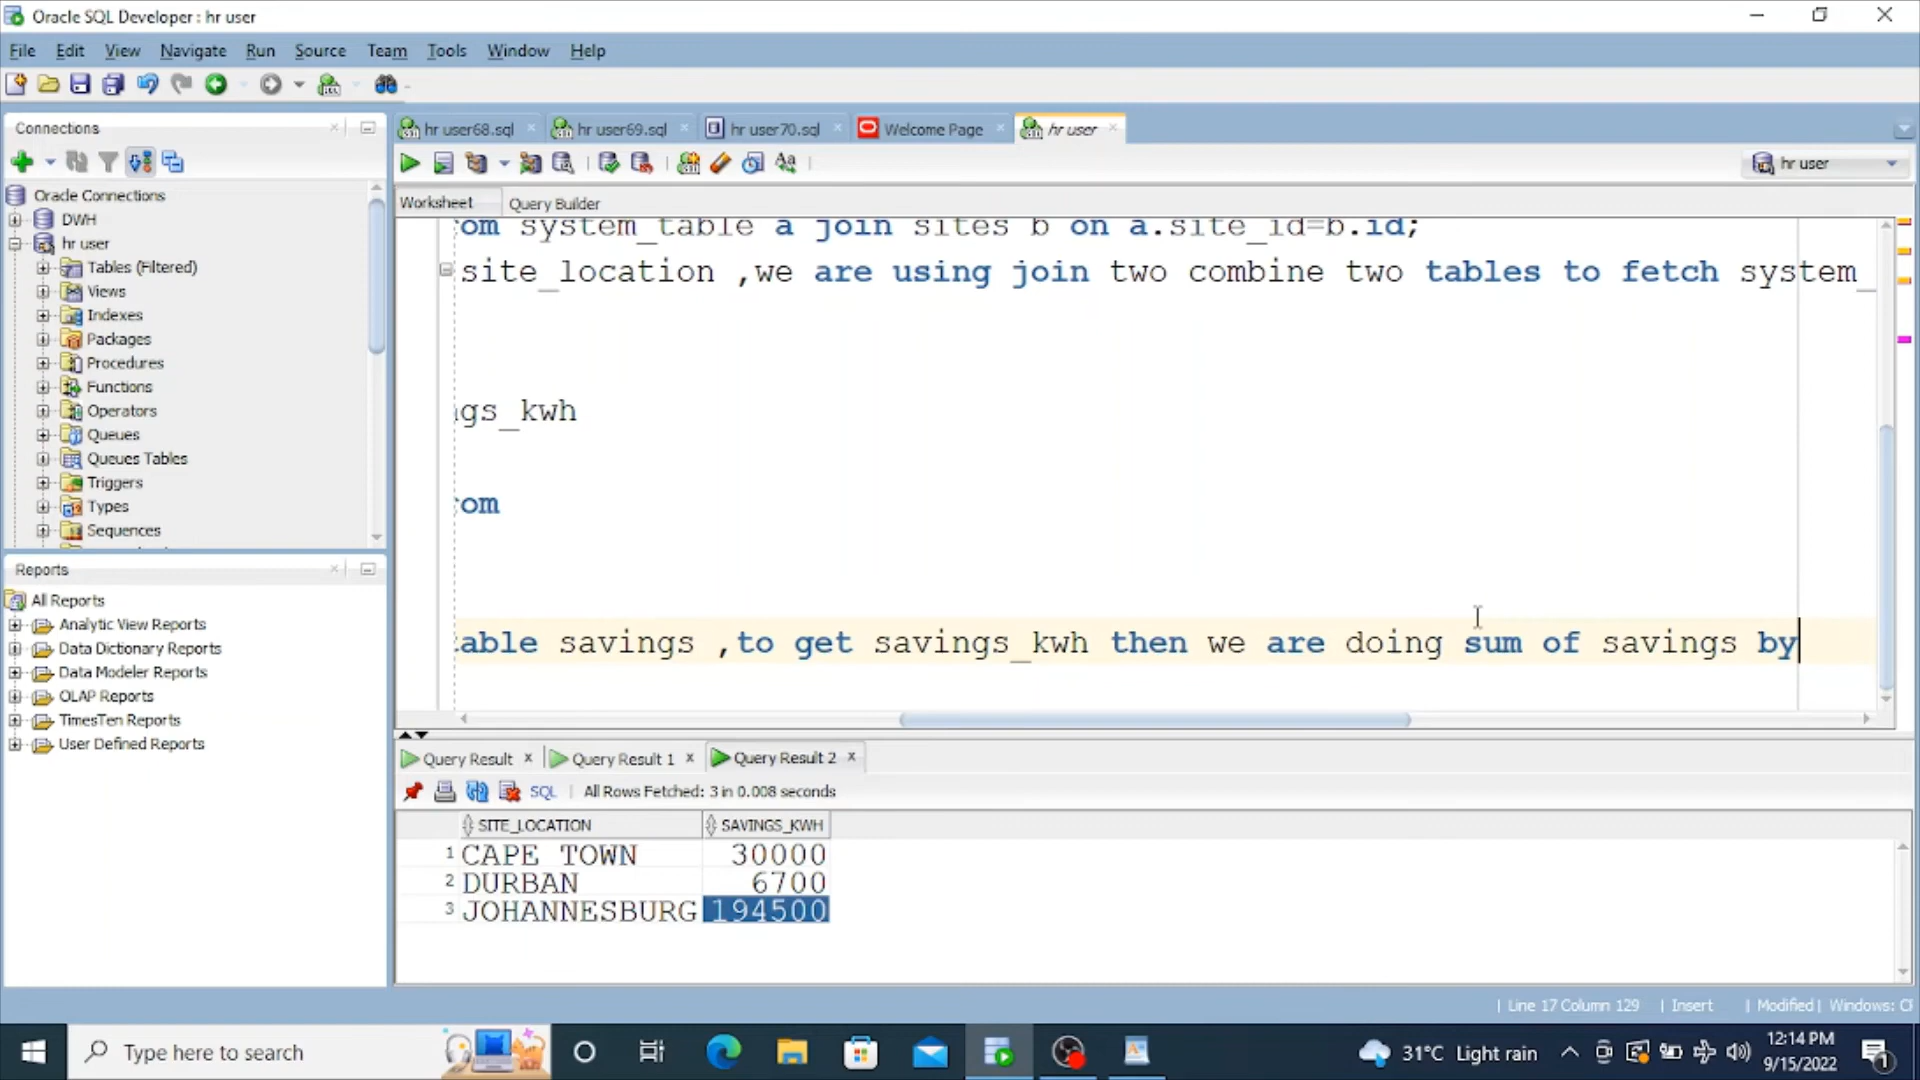 Oracle SQL Developer : hr user
File Edit View Navigate Run Source Team Tools Window Help
Connections
hr user68.sql hr user69.sql hr user70.sql Welcome Page hr user
hr user
Worksheet Query Builder
Oracle Connections
DWH
hr user
Tables (Filtered)
Views
Indexes
Packages
Procedures
Functions
Operators
Queues
Queues Tables
Triggers
Types
Sequences
om system_table a join sites b on a.site_id=b.id;
site_location ,we are using join two combine two tables to fetch system_
gs_kwh
om
able savings ,to get savings_kwh then we are doing sum of savings by
Reports
All Reports
Analytic View Reports
Data Dictionary Reports
Data Modeler Reports
OLAP Reports
TimesTen Reports
User Defined Reports
Query Result Query Result 1 Query Result 2
SQL All Rows Fetched: 3 in 0.008 seconds
SITE_LOCATION SAVINGS_KWH
1 CAPE TOWN 30000
2 DURBAN 6700
3 JOHANNESBURG 194500
Line 17 Column 129 Insert Modified Windows: C
Type here to search
31°C Light rain
12:14 PM
9/15/2022
1